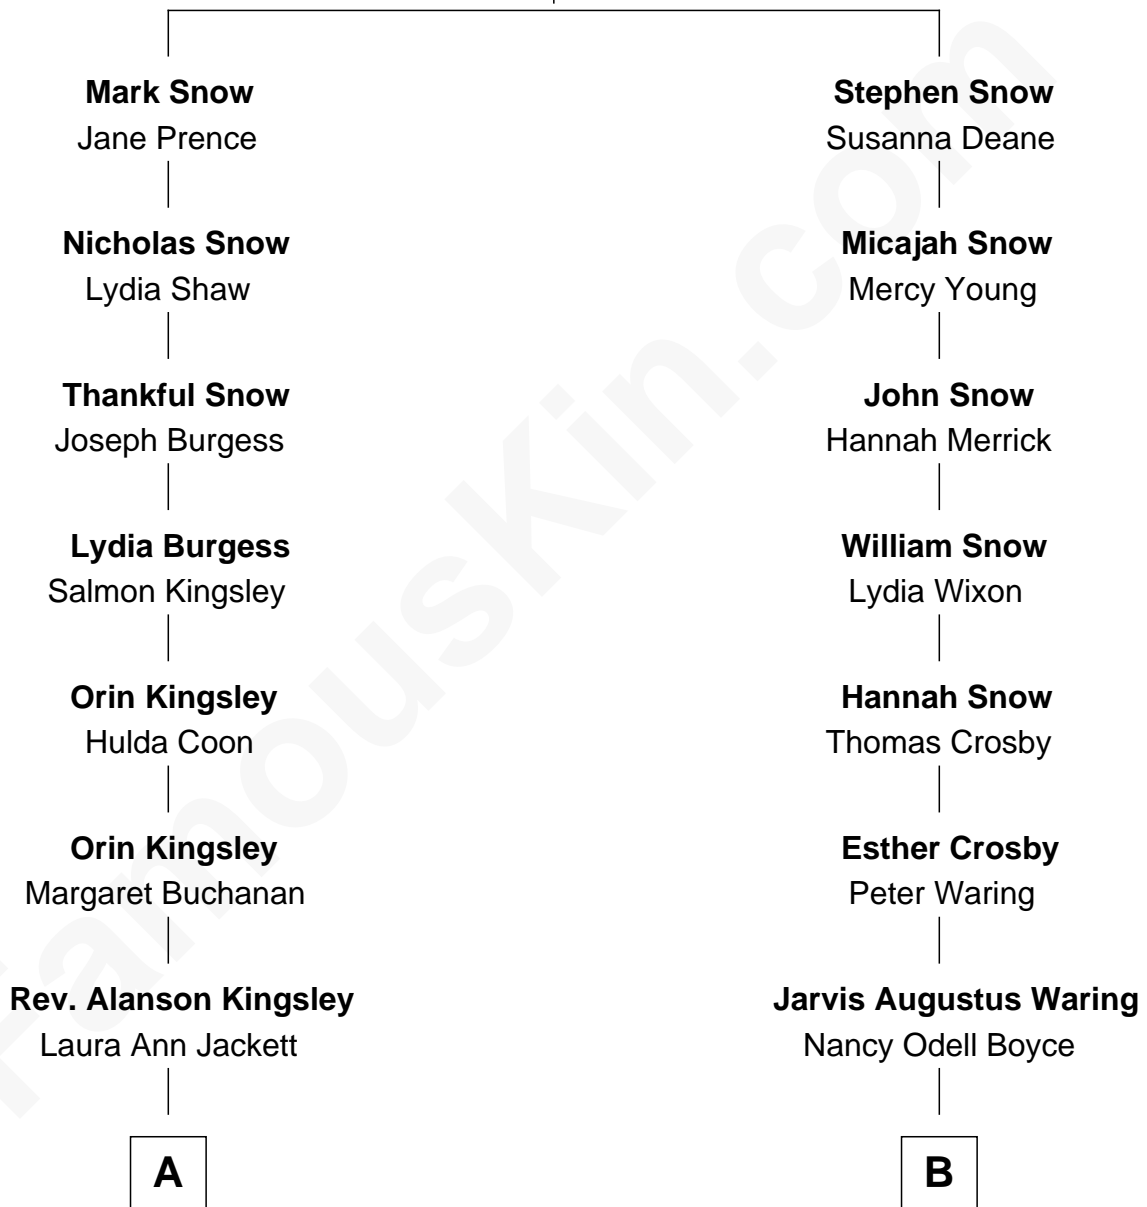 Mark Snow
Jane Prence
Nicholas Snow
Lydia Shaw
Thankful Snow
Joseph Burgess
Lydia Burgess
Salmon Kingsley
Orin Kingsley
Hulda Coon
Orin Kingsley
Margaret Buchanan
Rev. Alanson Kingsley
Laura Ann Jackett
A
Stephen Snow
Susanna Deane
Micajah Snow
Mercy Young
John Snow
Hannah Merrick
William Snow
Lydia Wixon
Hannah Snow
Thomas Crosby
Esther Crosby
Peter Waring
Jarvis Augustus Waring
Nancy Odell Boyce
B
FamousKin.com